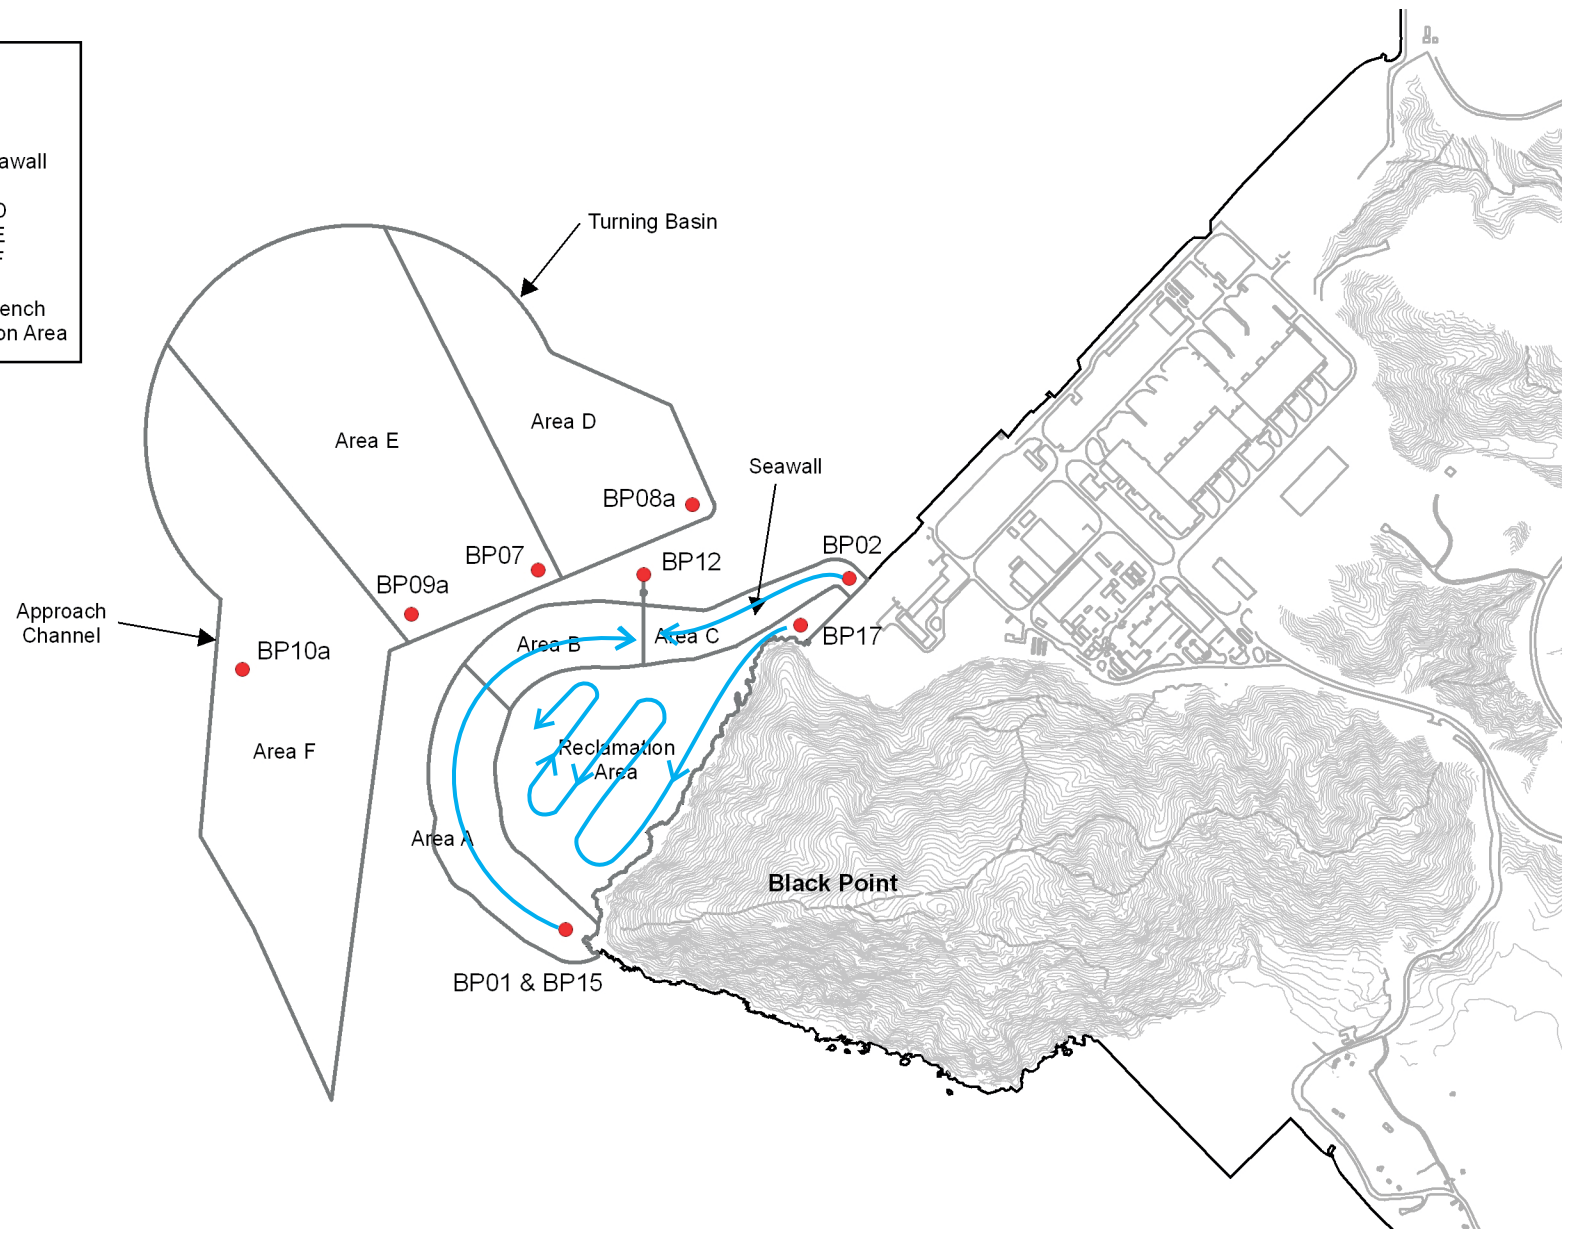 awall
ench
on Area
Turning Basin
Area D
Area E
Seawall
BP08a
BP02
BP07
BP12
BP09a
Approach
Channel
BP17
Area B
Area C
BP10a
Reclamation
Area
Area F
Area A
Black Point
BP01 & BP15